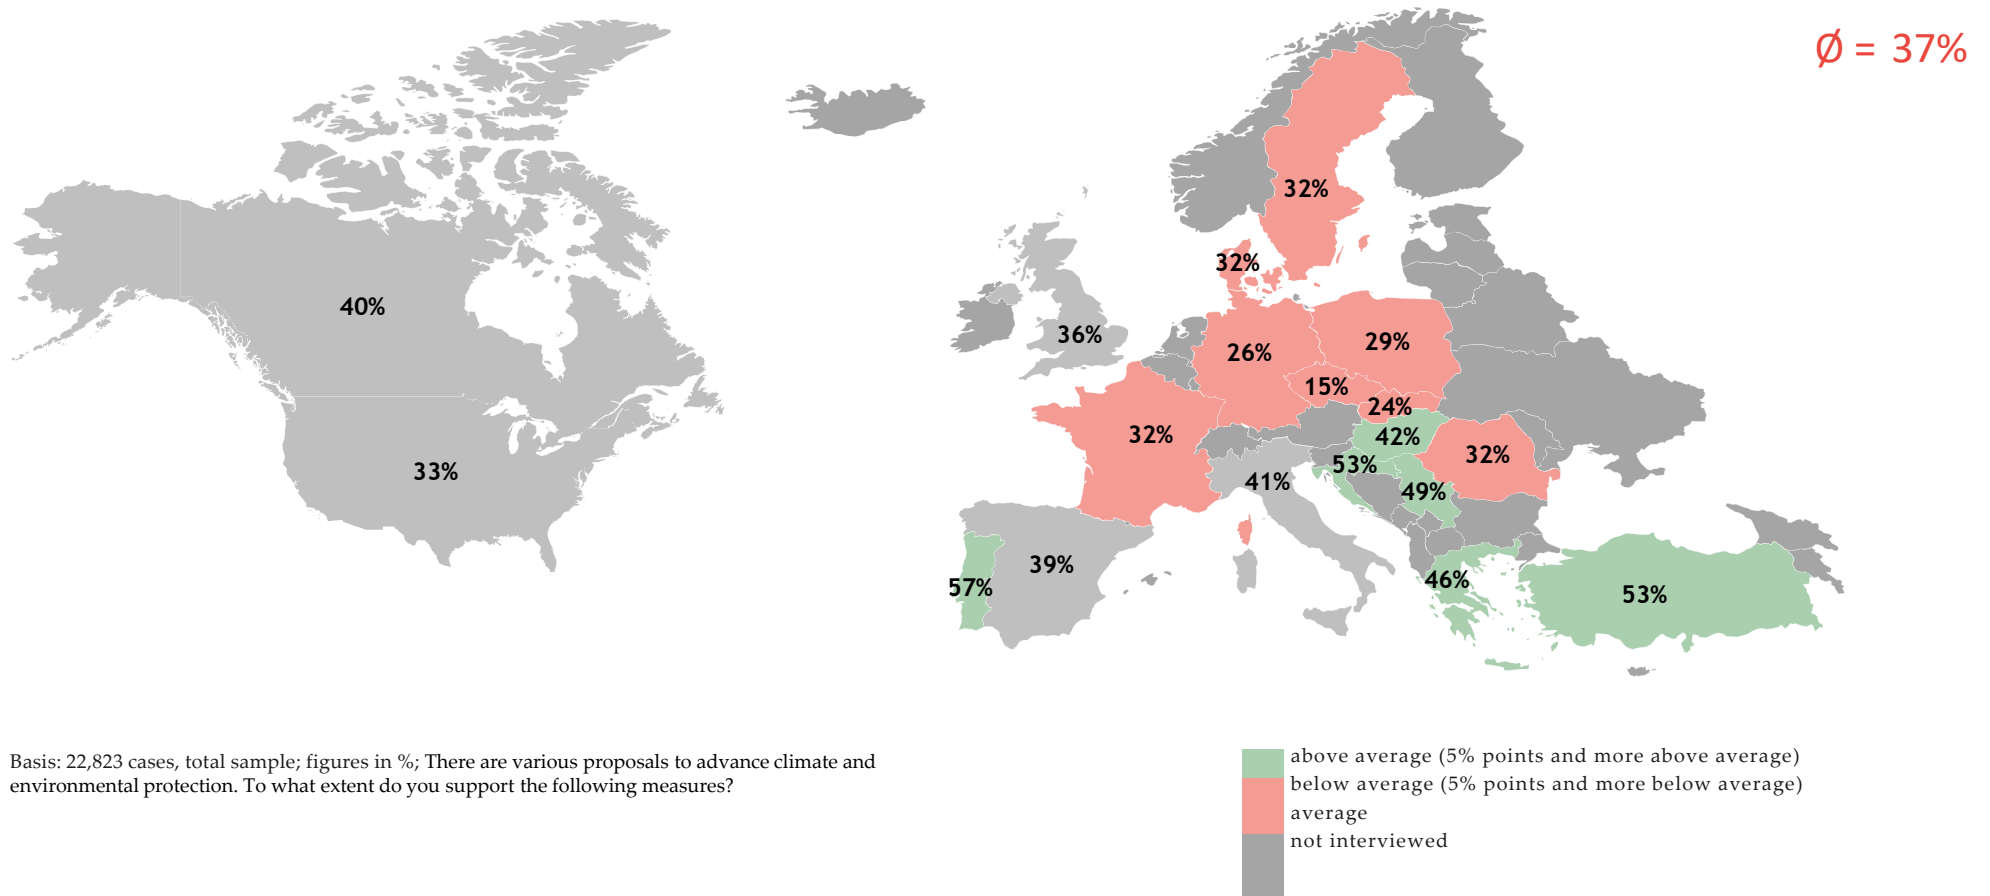 Ø = 37%
32%
32%
40%
36%
29%
26%
15%
24%
32%
42%
32%
53%
33%
41%
49%
39%
46%
57%
53%
Basis: 22,823 cases, total sample; figures in %; There are various proposals to advance climate and
environmental protection. To what extent do you support the following measures?
above average (5% points and more above average)
below average (5% points and more below average)
average
not interviewed